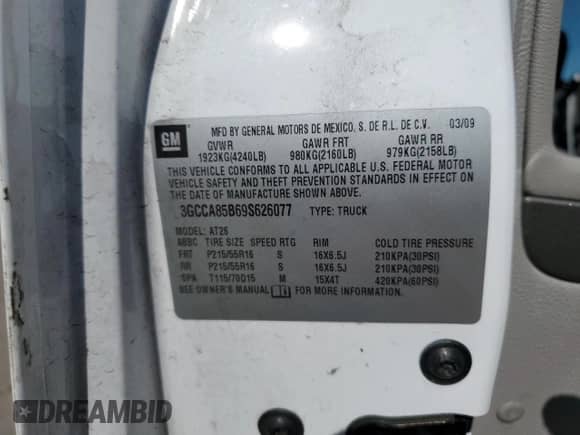 GM
MFD BY GENERAL MOTORS DE MEXICO, S. DE R.L. DE C.V. 03/09
GVWR GAWR FRT GAWR RR
1923KG(4240LB) 980KG(2160LB) 979KG(2158LB)
THIS VEHICLE CONFORMS TO ALL APPLICABLE U.S. FEDERAL MOTOR
VEHICLE SAFETY AND THEFT PREVENTION STANDARDS IN EFFECT ON
THE DATE OF MANUFACTURE SHOWN ABOVE.
3GCCA85B69S626077 TYPE: TRUCK
MODEL: AT26
ABBC TIRE SIZE SPEED RTG RIM COLD TIRE PRESSURE
FRT P215/55R16 S 16X6.5J 210KPA(30PSI)
RR P215/55R16 S 16X6.5J 210KPA(30PSI)
SPA T115/70D15 M 15X4T 420KPA(60PSI)
SEE OWNER'S MANUAL FOR MORE INFORMATION.
DREAMBID